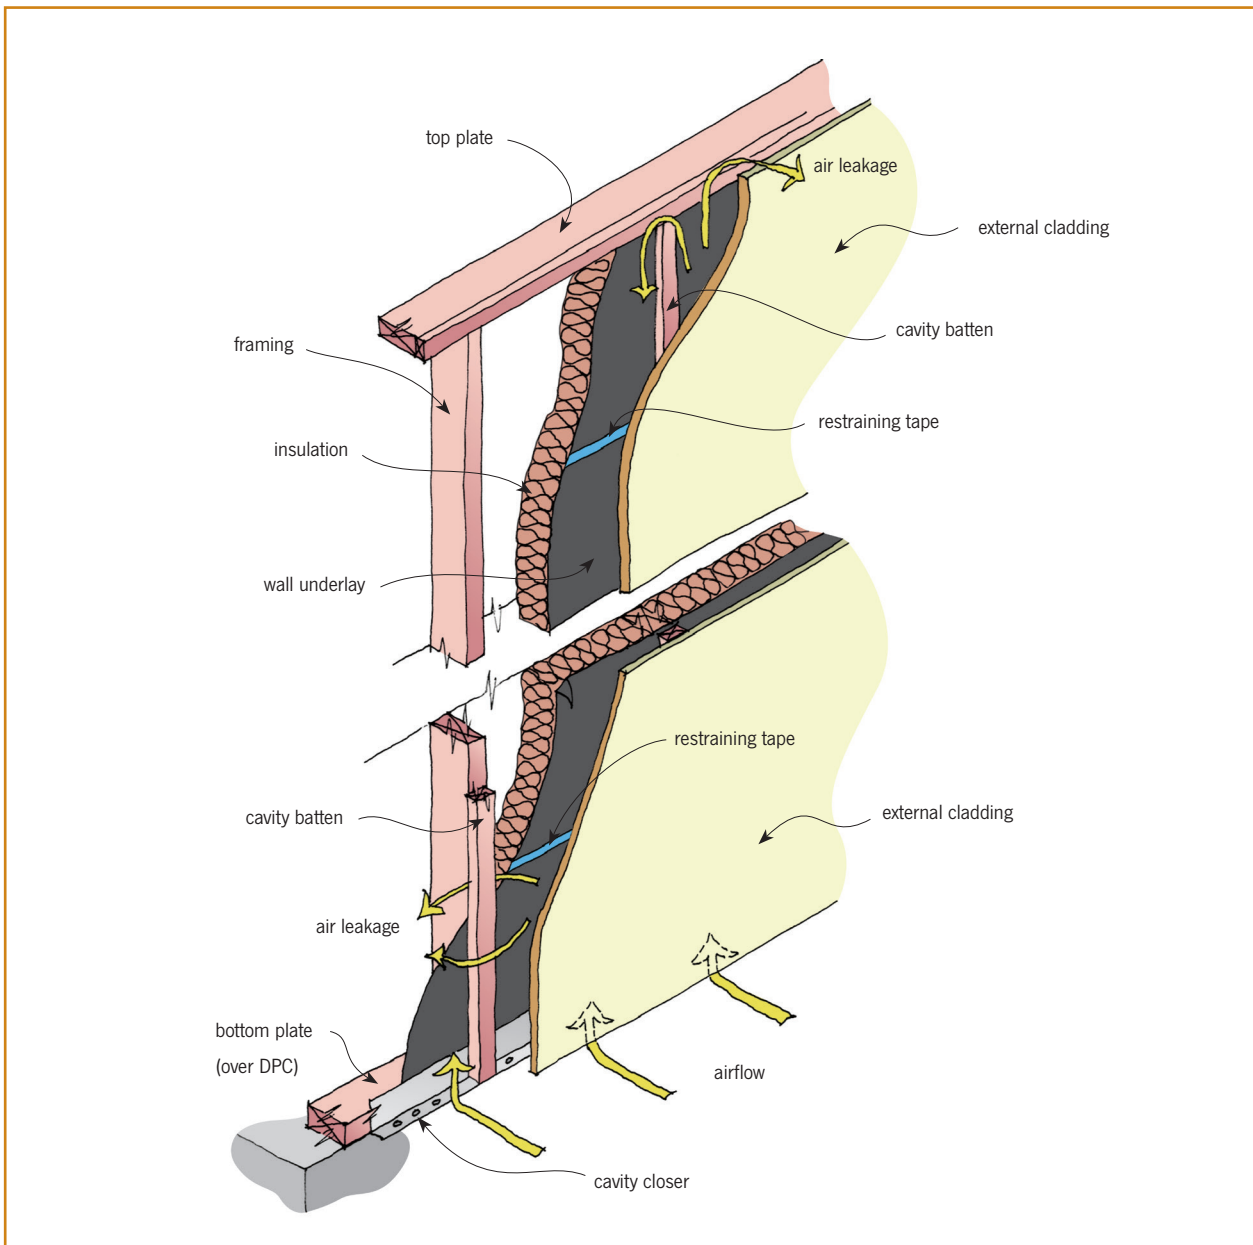 top plate
air leakage
external cladding
cavity batten
framing
restraining tape
insulation
wall underlay
restraining tape
cavity batten
external cladding
air leakage
bottom plate
(over DPC)
airflow
cavity closer